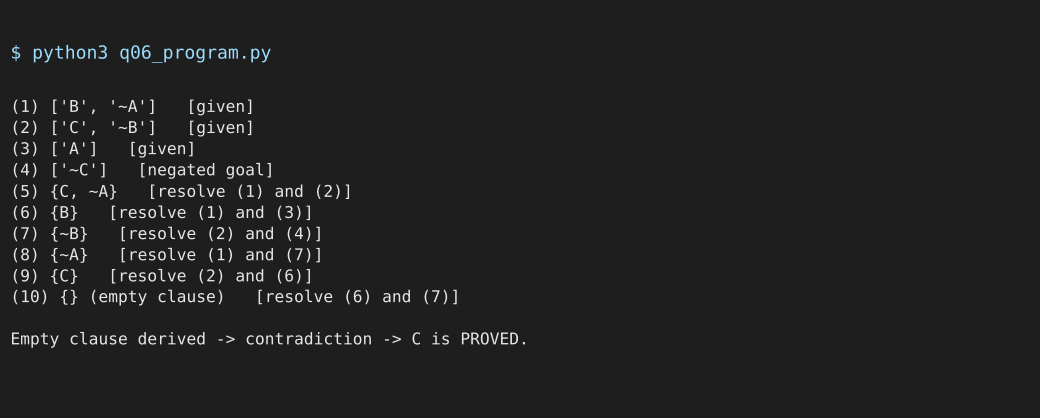 $ python3 q06_program.py
(1) ['B', '~A']   [given]
(2) ['C', '~B']   [given]
(3) ['A']   [given]
(4) ['~C']   [negated goal]
(5) {C, ~A}   [resolve (1) and (2)]
(6) {B}   [resolve (1) and (3)]
(7) {~B}   [resolve (2) and (4)]
(8) {~A}   [resolve (1) and (7)]
(9) {C}   [resolve (2) and (6)]
(10) {} (empty clause)   [resolve (6) and (7)]
Empty clause derived -> contradiction -> C is PROVED.